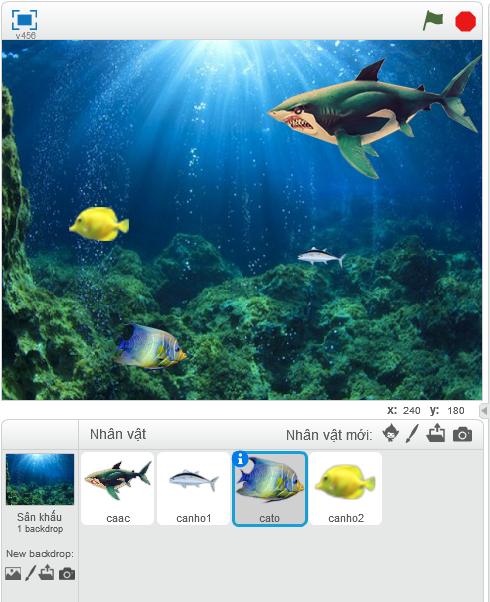 v456
x: 240 y: 180
Nhân vật
Nhân vật mới:
Sân khấu
1 backdrop
New backdrop:
caac
canho1
cato
canho2